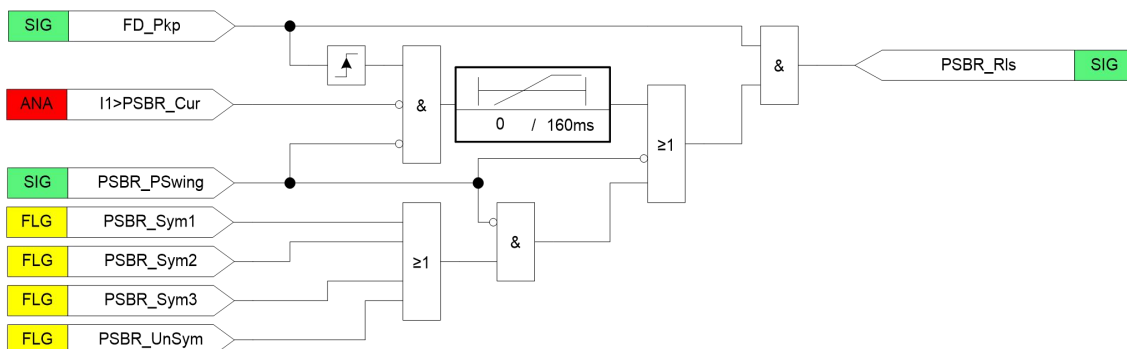 SIG FD_Pkp
&
PSBR_Rls SIG
ANA I1>PSBR_Cur
&
0 / 160ms
≥1
SIG PSBR_PSwing
FLG PSBR_Sym1
&
FLG PSBR_Sym2
≥1
FLG PSBR_Sym3
FLG PSBR_UnSym